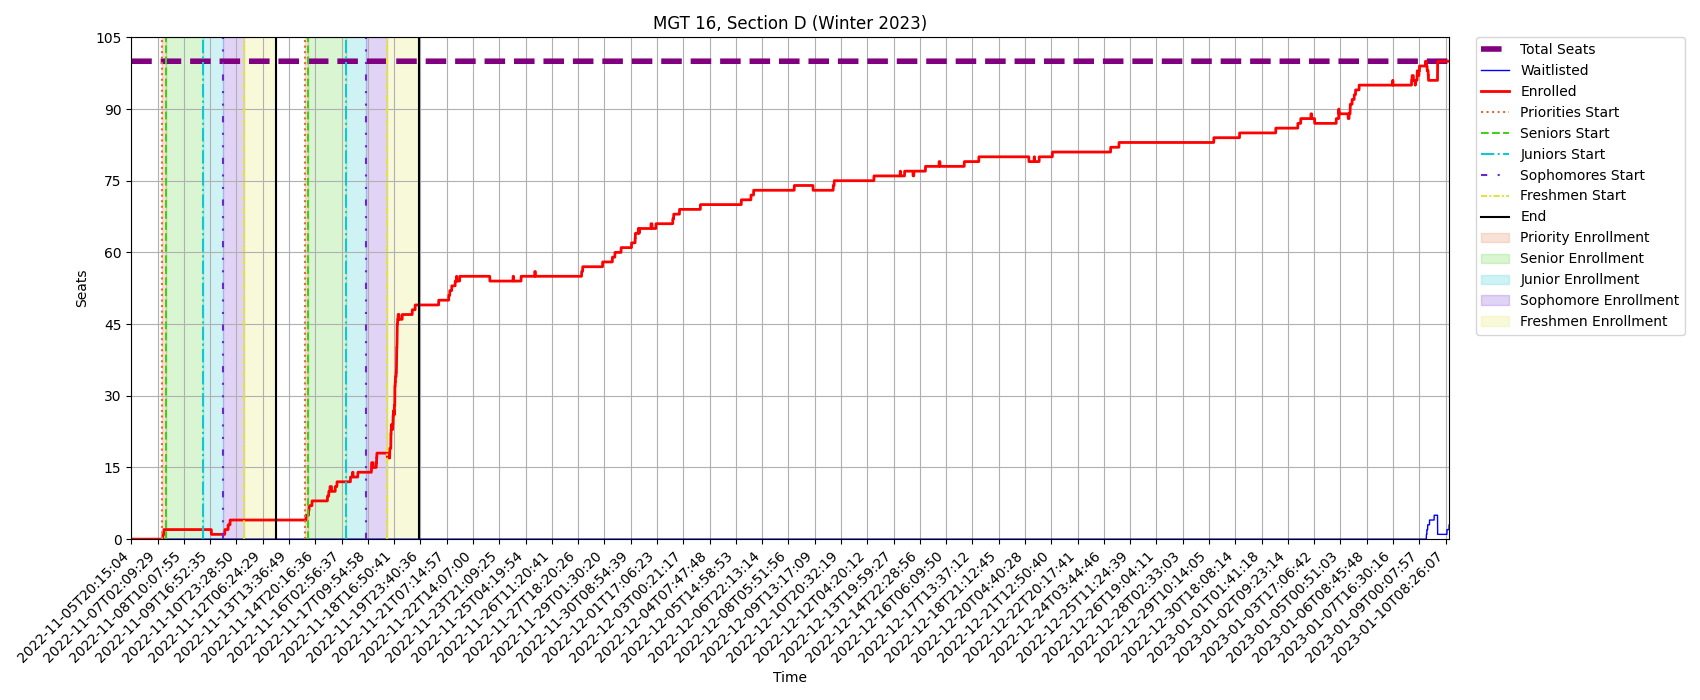 MGT 16, Section D (Winter 2023)
105
90
75
60
45
30
15
0
Seats
2022-11-05T20:15:04
2022-11-07T02:09:29
2022-11-08T10:07:55
2022-11-09T16:52:35
2022-11-10T23:28:50
2022-11-12T06:24:29
2022-11-13T13:36:49
2022-11-14T20:16:36
2022-11-16T02:56:37
2022-11-17T09:54:58
2022-11-18T16:50:41
2022-11-19T23:40:36
2022-11-21T07:14:57
2022-11-22T14:07:00
2022-11-23T21:09:25
2022-11-25T04:19:54
2022-11-26T11:20:41
2022-11-27T18:20:26
2022-11-29T01:30:20
2022-11-30T08:54:39
2022-12-01T17:06:23
2022-12-03T00:21:17
2022-12-04T07:47:48
2022-12-05T14:58:53
2022-12-06T22:13:14
2022-12-08T05:51:56
2022-12-09T13:17:09
2022-12-10T20:32:19
2022-12-12T04:20:12
2022-12-13T13:59:27
2022-12-14T22:28:56
2022-12-16T06:09:50
2022-12-17T13:37:12
2022-12-18T21:12:45
2022-12-20T04:40:28
2022-12-21T12:50:40
2022-12-22T20:17:41
2022-12-24T03:44:46
2022-12-25T11:24:39
2022-12-26T19:04:11
2022-12-28T02:33:03
2022-12-29T10:14:05
2022-12-30T18:08:14
2023-01-01T01:41:18
2023-01-02T09:23:14
2023-01-03T17:06:42
2023-01-05T00:51:03
2023-01-06T08:45:48
2023-01-07T16:30:16
2023-01-09T00:07:57
2023-01-10T08:26:07
Time
Total Seats
Waitlisted
Enrolled
Priorities Start
Seniors Start
Juniors Start
Sophomores Start
Freshmen Start
End
Priority Enrollment
Senior Enrollment
Junior Enrollment
Sophomore Enrollment
Freshmen Enrollment